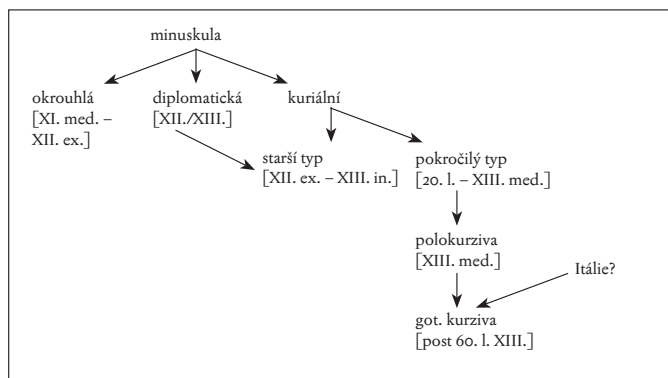 minuskula
okrouhlá
[XI. med. –
XII. ex.]
diplomatická
[XII./XIII.]
kuriální
starší typ
[XII. ex. – XIII. in.]
pokročilý typ
[20. l. – XIII. med.]
polokurziva
[XIII. med.]
Itálie?
got. kurziva
[post 60. l. XIII.]